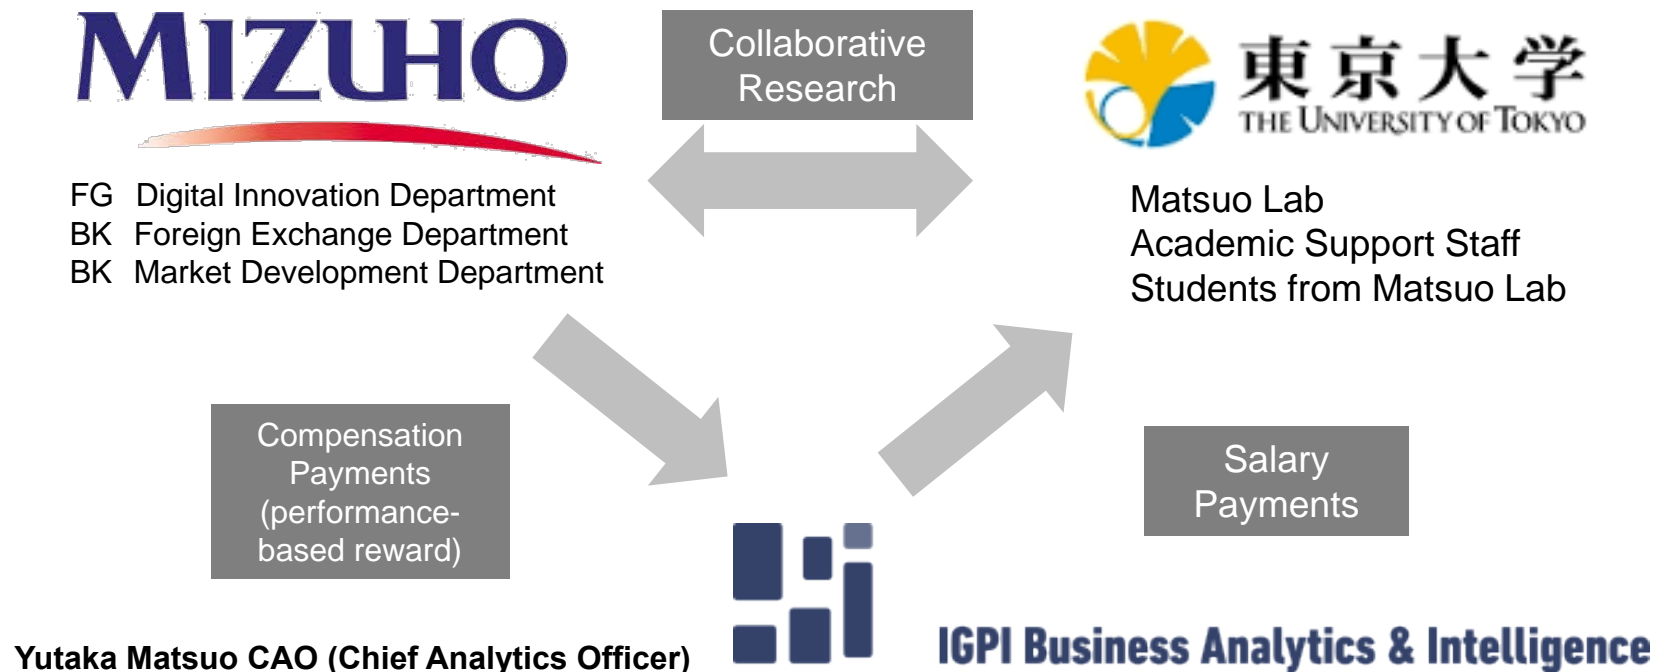 MIZUHO
FG Digital Innovation Department
BK Foreign Exchange Department
BK Market Development Department
Collaborative
Research
東京大学
THE UNIVERSITY OF TOKYO
Matsuo Lab
Academic Support Staff
Students from Matsuo Lab
Compensation
Payments
(performance-
based reward)
Salary
Payments
Yutaka Matsuo CAO (Chief Analytics Officer)
IGPI Business Analytics & Intelligence